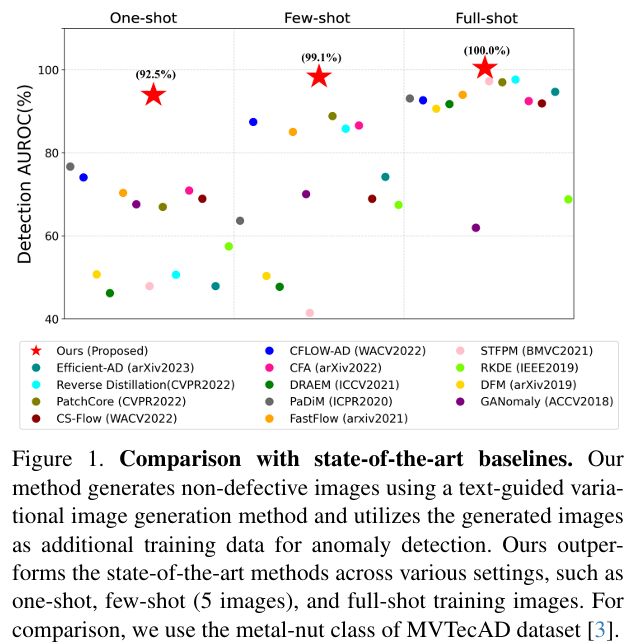 One-shot Few-shot Full-shot
(92.5%) (99.1%) (100.0%)
Detection AUROC(%)
100
80
60
40
Ours (Proposed) CFLOW-AD (WACV2022) STFPM (BMVC2021)
Efficient-AD (arXiv2023) CFA (arXiv2022) RKDE (IEEE2019)
Reverse Distillation(CVPR2022) DRAEM (ICCV2021) DFM (arXiv2019)
PatchCore (CVPR2022) PaDiM (ICPR2020) GANomaly (ACCV2018)
CS-Flow (WACV2022) FastFlow (arxiv2021)
Figure 1. Comparison with state-of-the-art baselines. Our
method generates non-defective images using a text-guided varia-
tional image generation method and utilizes the generated images
as additional training data for anomaly detection. Ours outper-
forms the state-of-the-art methods across various settings, such as
one-shot, few-shot (5 images), and full-shot training images. For
comparison, we use the metal-nut class of MVTecAD dataset [3].